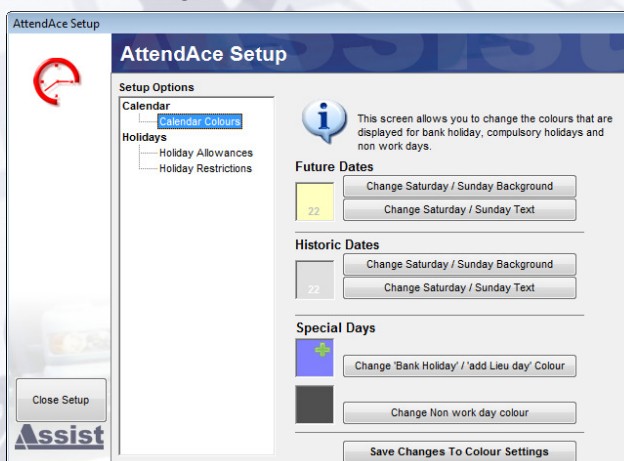 AttendAce Setup
AttendAce Setup
Setup Options
Calendar
Calendar Colours
Holidays
Holiday Allowances
Holiday Restrictions
This screen allows you to change the colours that are
displayed for bank holiday, compulsory holidays and
non work days.
Future Dates
22
Change Saturday / Sunday Background
Change Saturday / Sunday Text
Historic Dates
22
Change Saturday / Sunday Background
Change Saturday / Sunday Text
Special Days
Change 'Bank Holiday' / 'add Lieu day' Colour
Change Non work day colour
Save Changes To Colour Settings
Close Setup
Assist